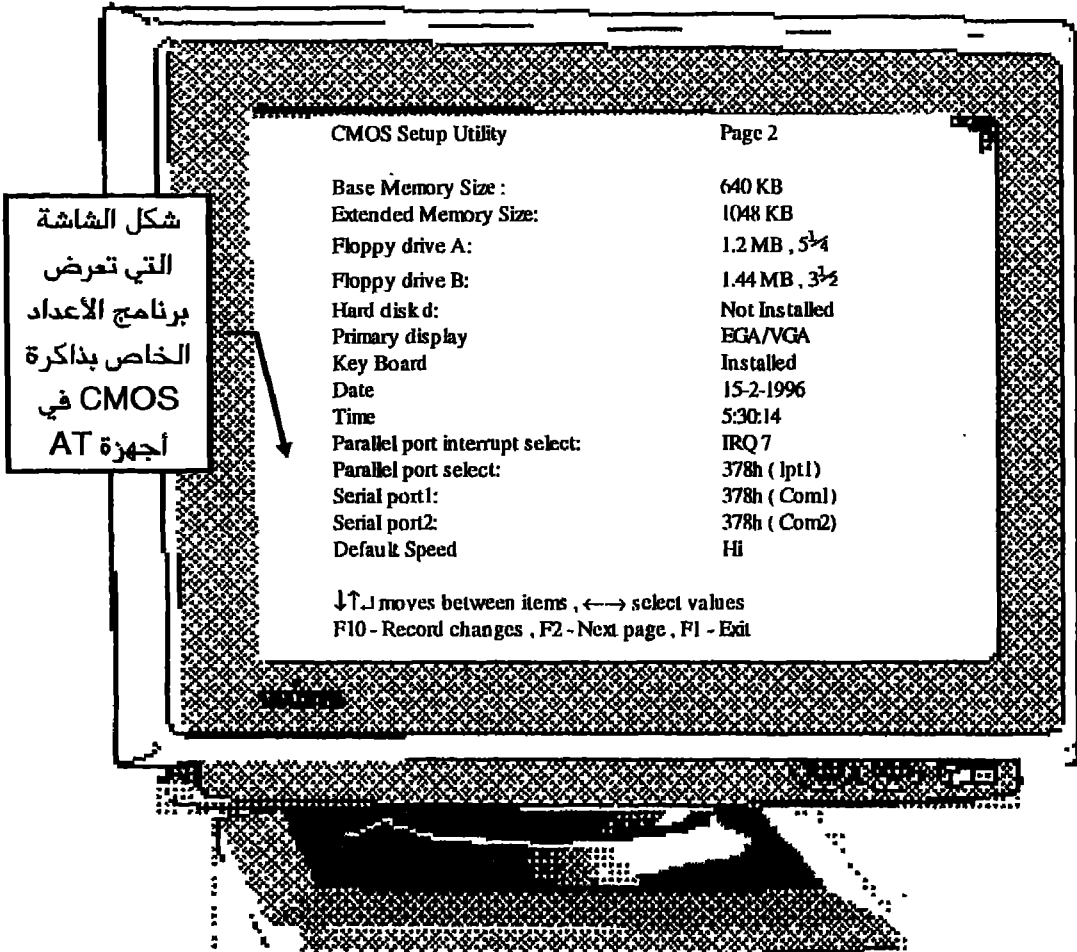 CMOS Setup Utility Page 2
Base Memory Size : 640 KB
Extended Memory Size: 1048 KB
Floppy drive A: 1.2 MB , 5¼
Floppy drive B: 1.44 MB , 3½
Hard disk d: Not Installed
Primary display EGA/VGA
Key Board Installed
Date 15-2-1996
Time 5:30:14
Parallel port interrupt select: IRQ 7
Parallel port select: 378h ( lpt1)
Serial port1: 378h ( Com1)
Serial port2: 378h ( Com2)
Default Speed Hi
↓↑↵ moves between items , ←→ select values
F10 - Record changes , F2 - Next page , F1 - Exit
شكل الشاشة
التي تعرض
برنامج الأعداد
الخاص بذاكرة
CMOS في
أجهزة AT